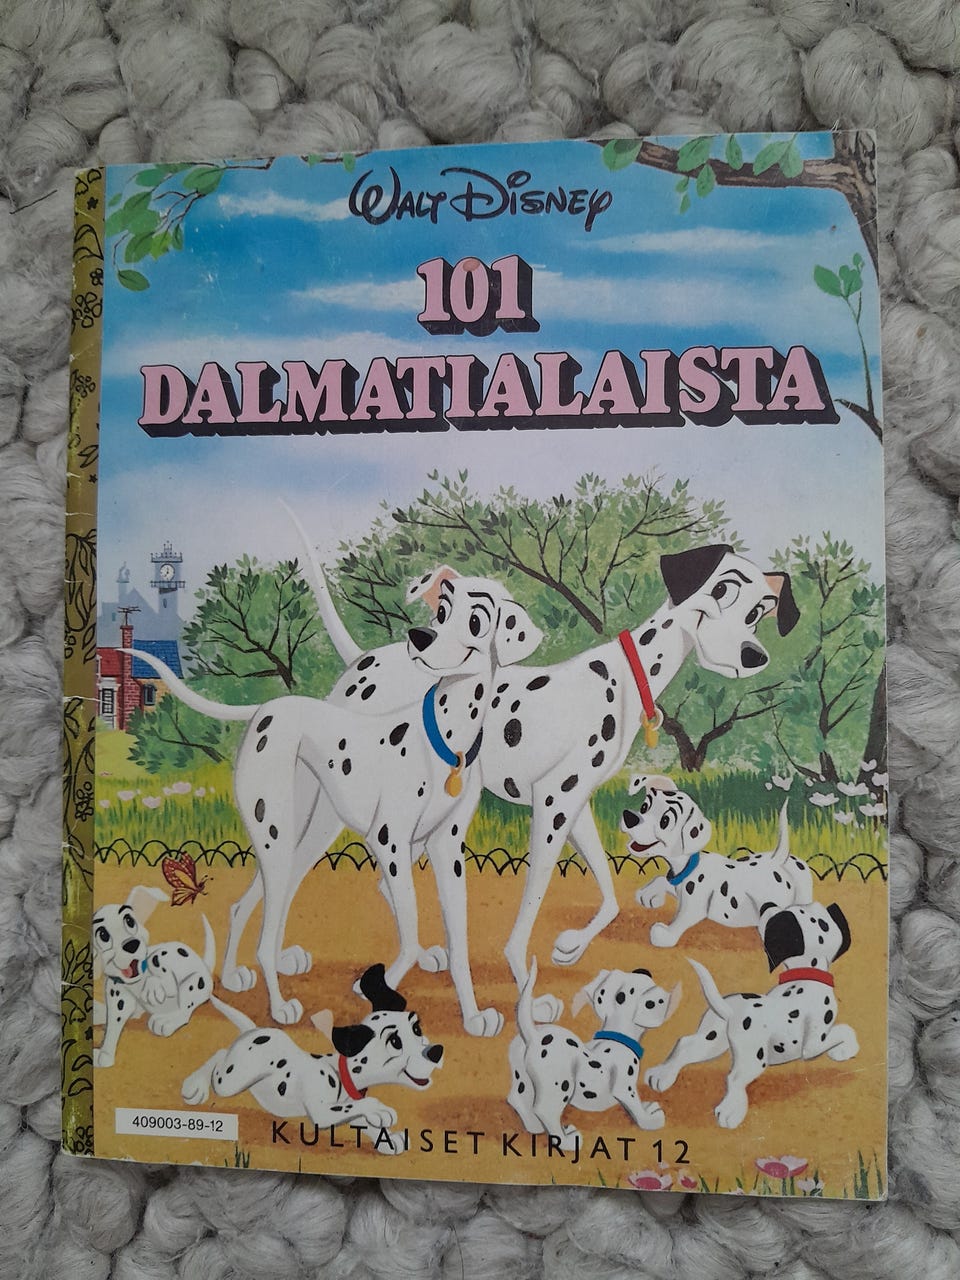 WALT DISNEY
101
DALMATIALAISTA
409003-89-12
KULTAISET KIRJAT 12